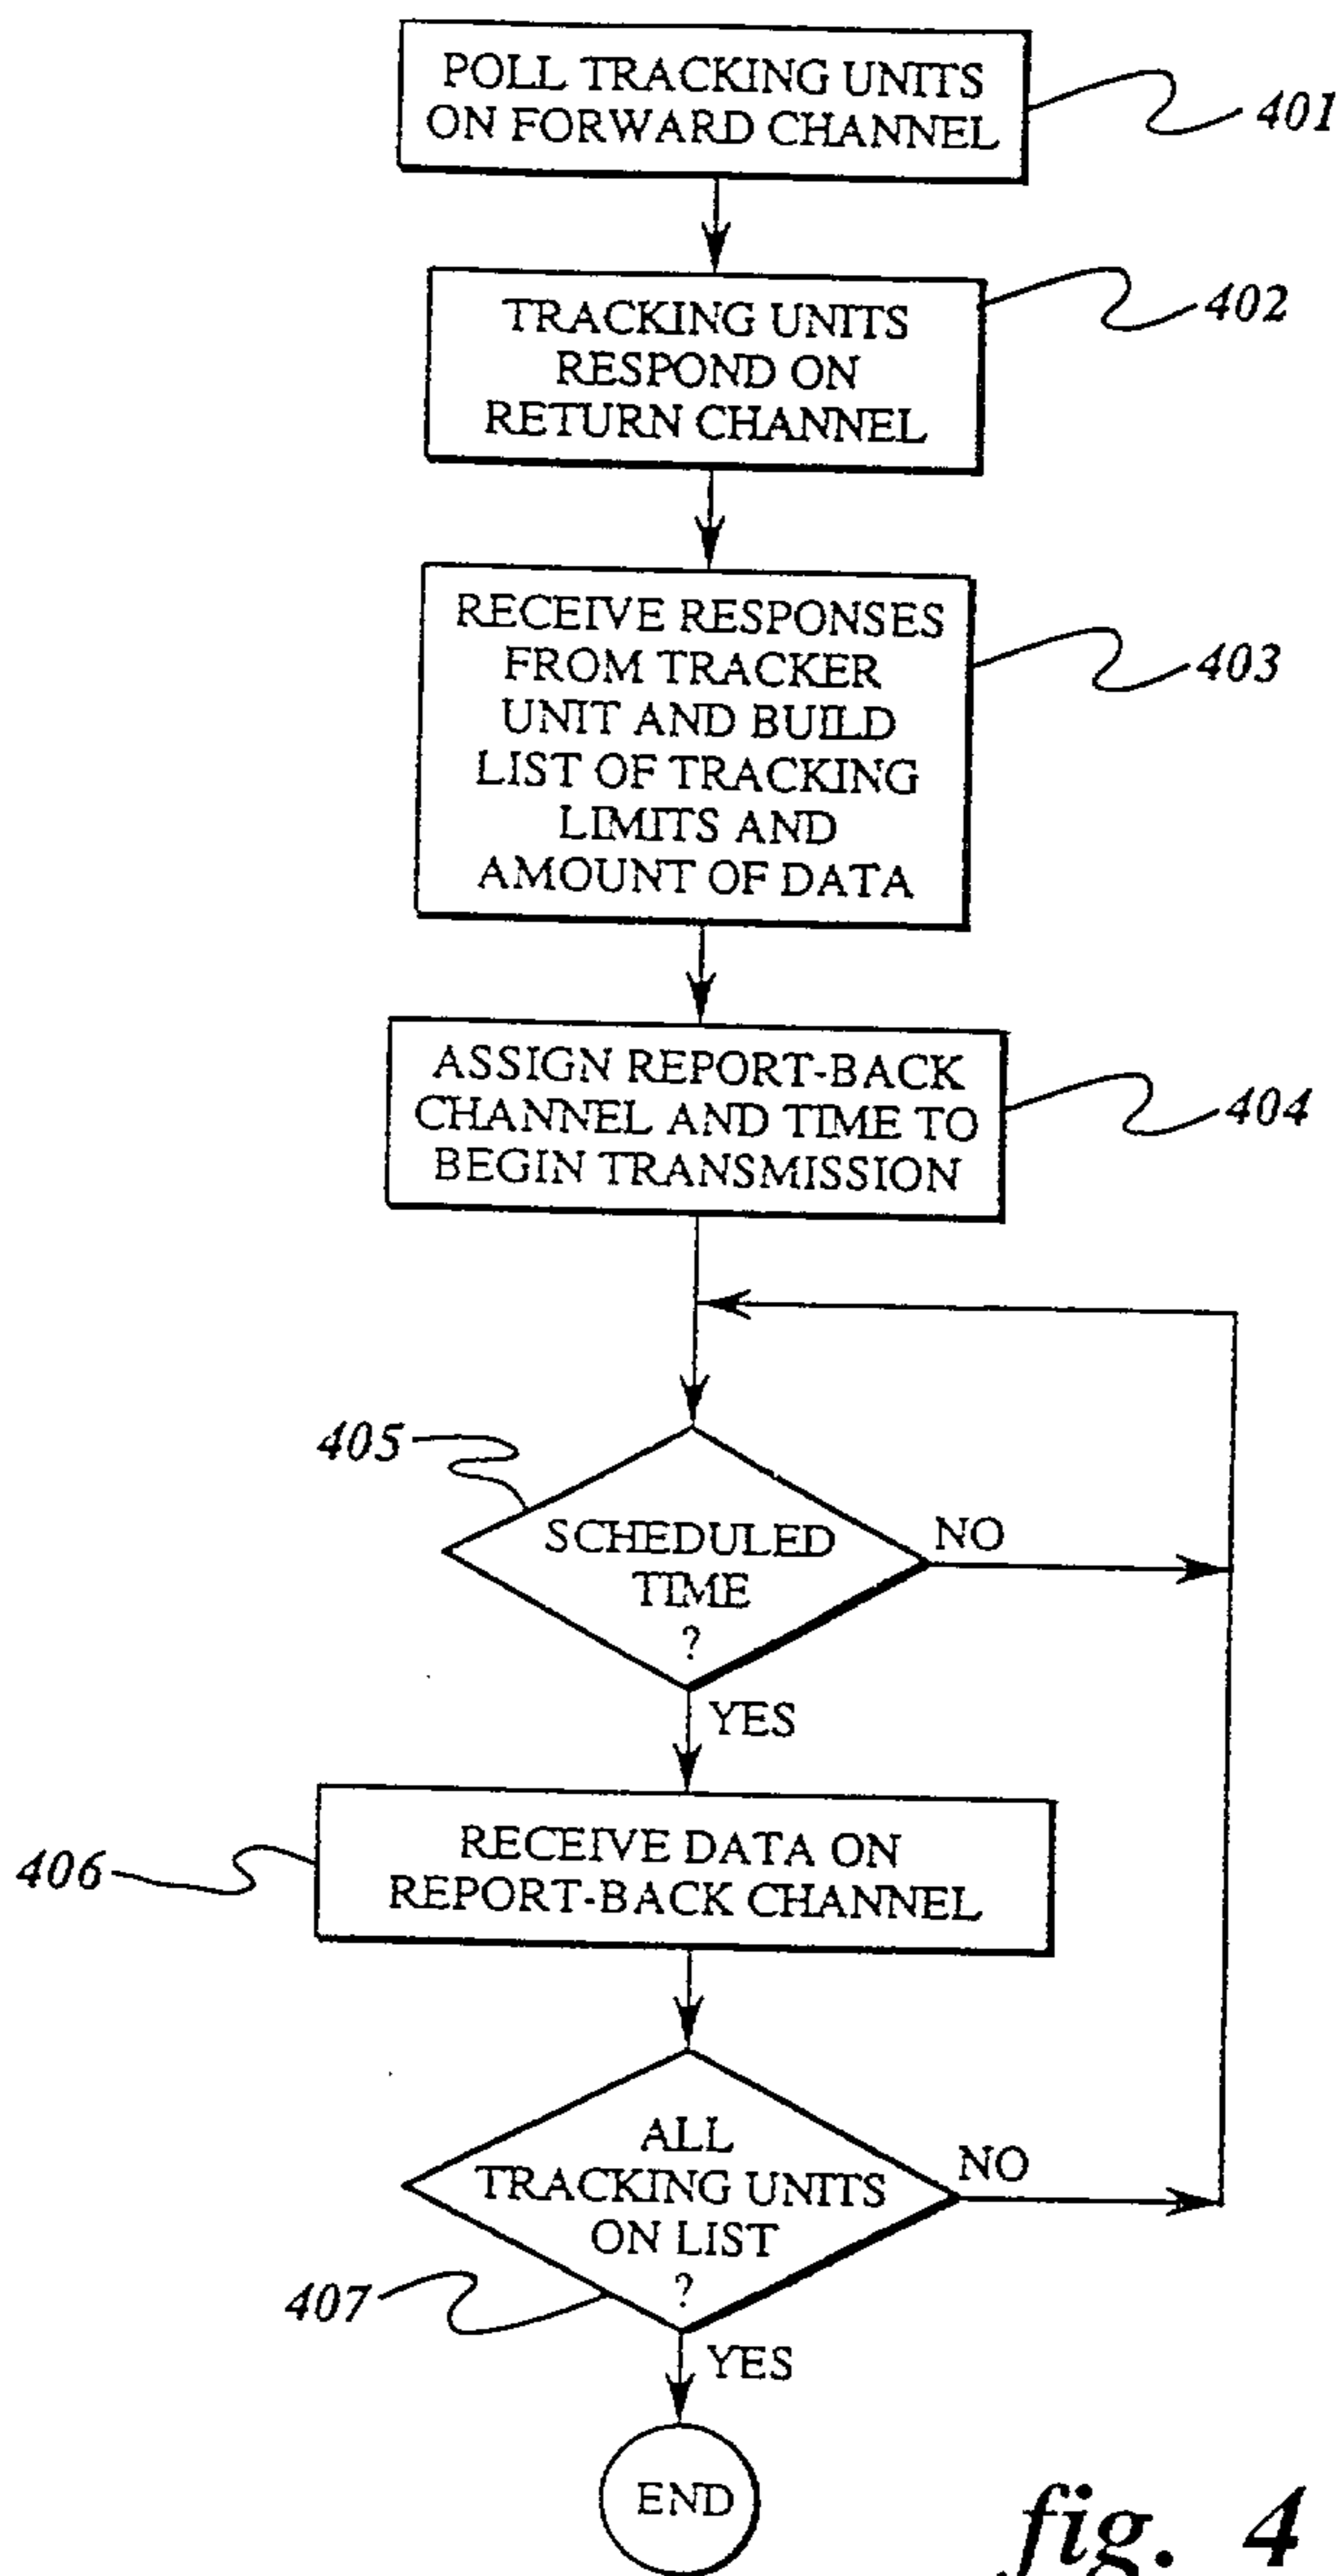 POLL TRACKING UNITS
ON FORWARD CHANNEL
401
TRACKING UNITS
RESPOND ON
RETURN CHANNEL
402
RECEIVE RESPONSES
FROM TRACKER
UNIT AND BUILD
LIST OF TRACKING
LIMITS AND
AMOUNT OF DATA
403
ASSIGN REPORT-BACK
CHANNEL AND TIME TO
BEGIN TRANSMISSION
404
405
SCHEDULED
TIME
?
NO
YES
406
RECEIVE DATA ON
REPORT-BACK CHANNEL
ALL
TRACKING UNITS
ON LIST
?
NO
407
YES
END
fig. 4